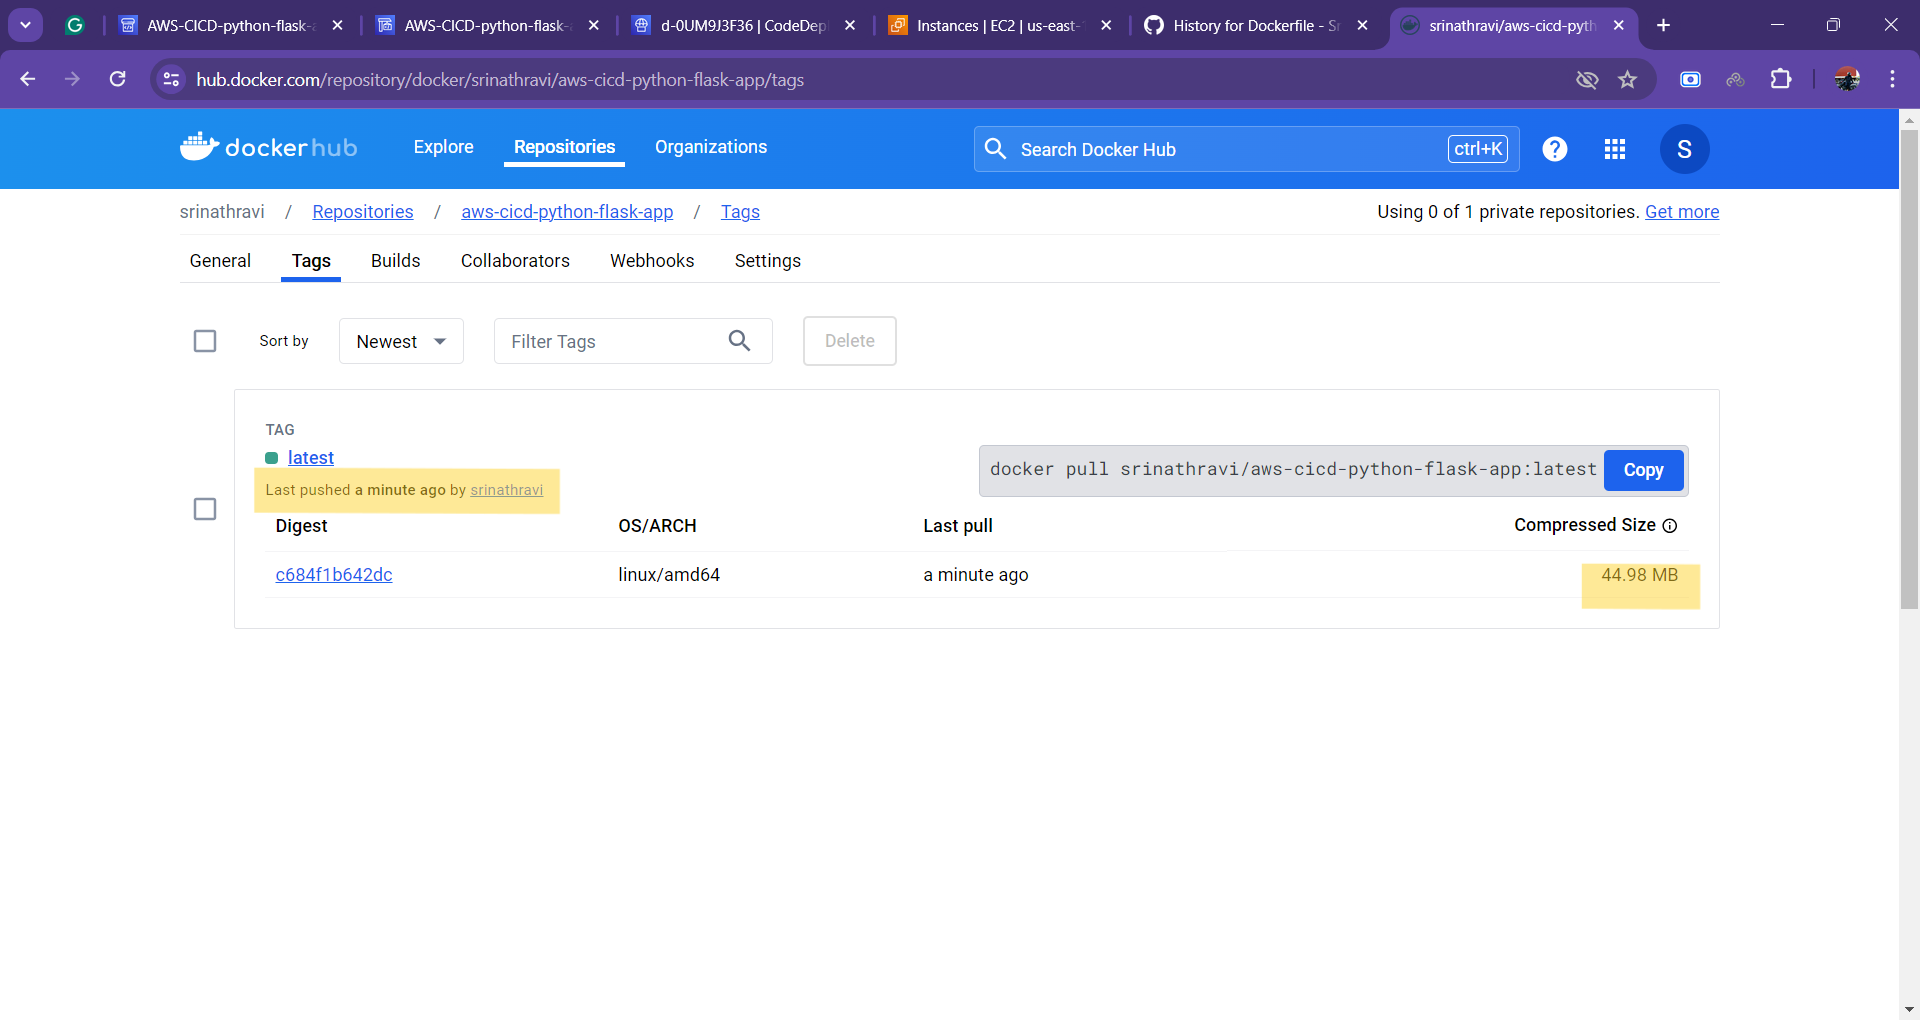 AWS-CICD-python-flask-a
AWS-CICD-python-flask-
d-0UM9J3F36 | CodeDepl
Instances | EC2 | us-east-1
History for Dockerfile - Sr
srinathravi/aws-cicd-pyth
hub.docker.com/repository/docker/srinathravi/aws-cicd-python-flask-app/tags
dockerhub
Explore
Repositories
Organizations
Search Docker Hub
ctrl+K
?
S
srinathravi / Repositories / aws-cicd-python-flask-app / Tags
Using 0 of 1 private repositories. Get more
General
Tags
Builds
Collaborators
Webhooks
Settings
Sort by
Newest
Filter Tags
Delete
TAG
latest
Last pushed a minute ago by srinathravi
docker pull srinathravi/aws-cicd-python-flask-app:latest
Copy
Digest
OS/ARCH
Last pull
Compressed Size
c684f1b642dc
linux/amd64
a minute ago
44.98 MB